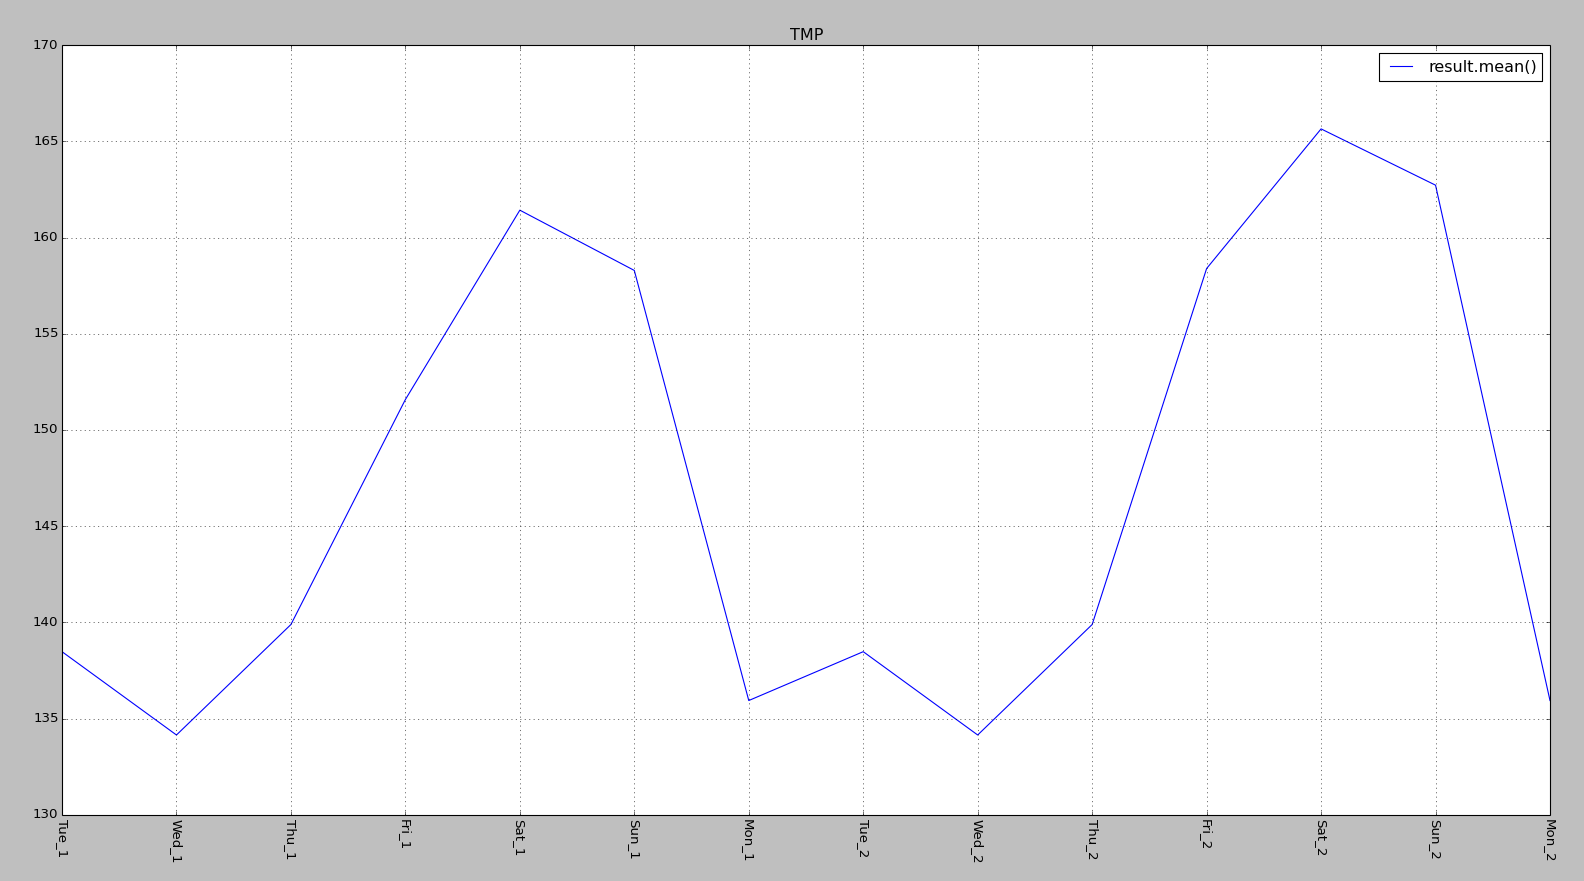 TMP
result.mean()
170
165
160
155
150
145
140
135
130
Tue_1
Wed_1
Thu_1
Fri_1
Sat_1
Sun_1
Mon_1
Tue_2
Wed_2
Thu_2
Fri_2
Sat_2
Sun_2
Mon_2